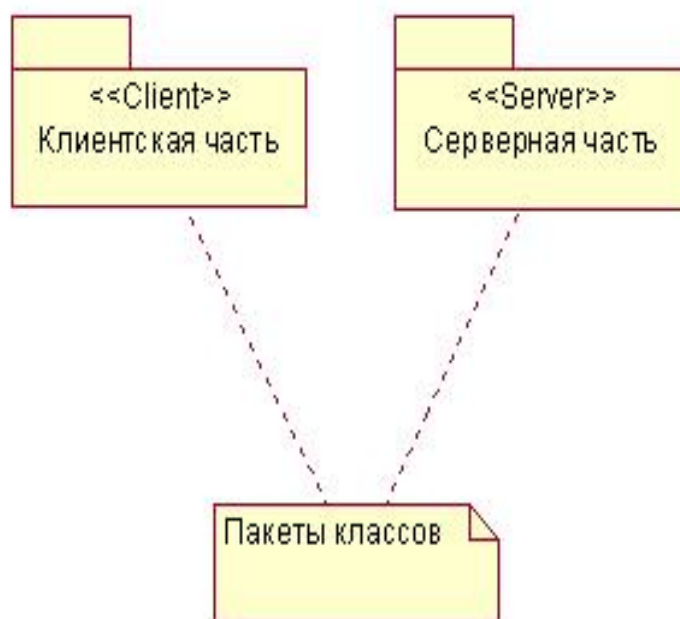 <<Client>>
Клиентская часть
<<Server>>
Серверная часть
Пакеты классов